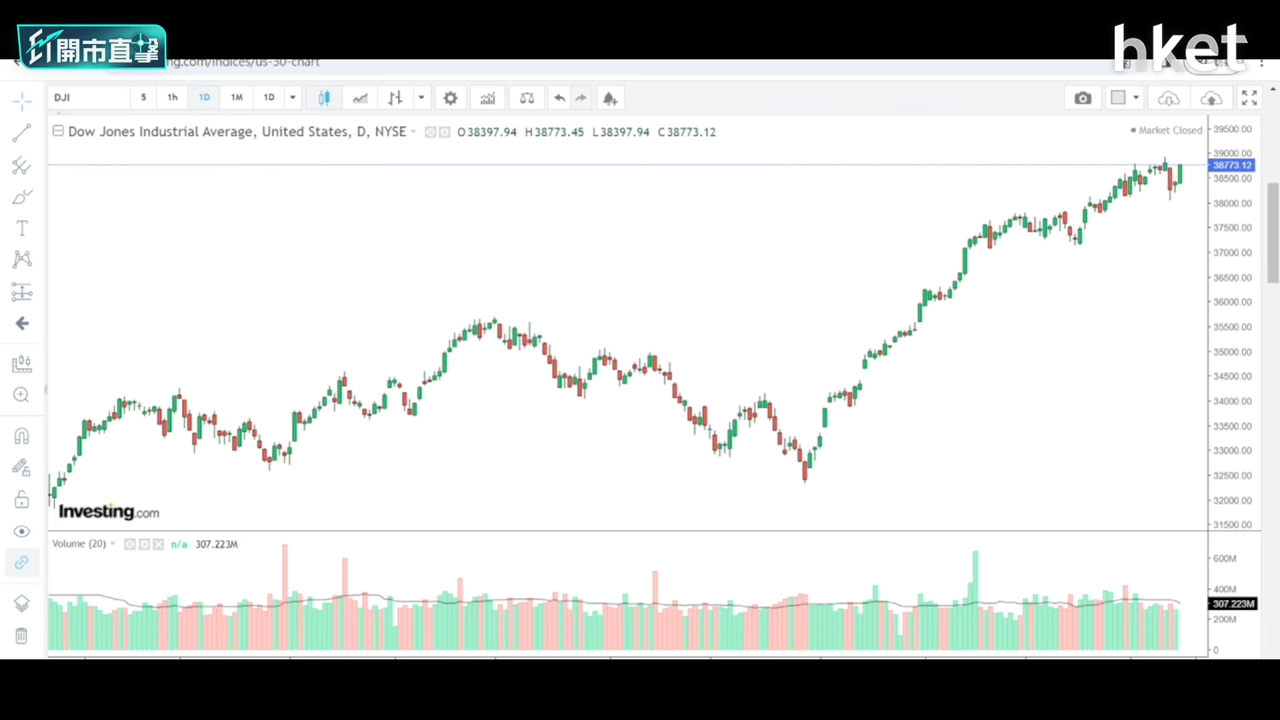 開市直擊
hket
ng.com/indices/us-30-chart
DJI 5 1h 1D 1M 1D
Dow Jones Industrial Average, United States, D, NYSE O38397.94 H38773.45 L38397.94 C38773.12
Market Closed
39500.00
39000.00
38773.12
38500.00
38000.00
37500.00
37000.00
36500.00
36000.00
35500.00
35000.00
34500.00
34000.00
33500.00
33000.00
32500.00
32000.00
31500.00
Investing.com
Volume (20) n/a 307.223M
600M
400M
307.223M
200M
0